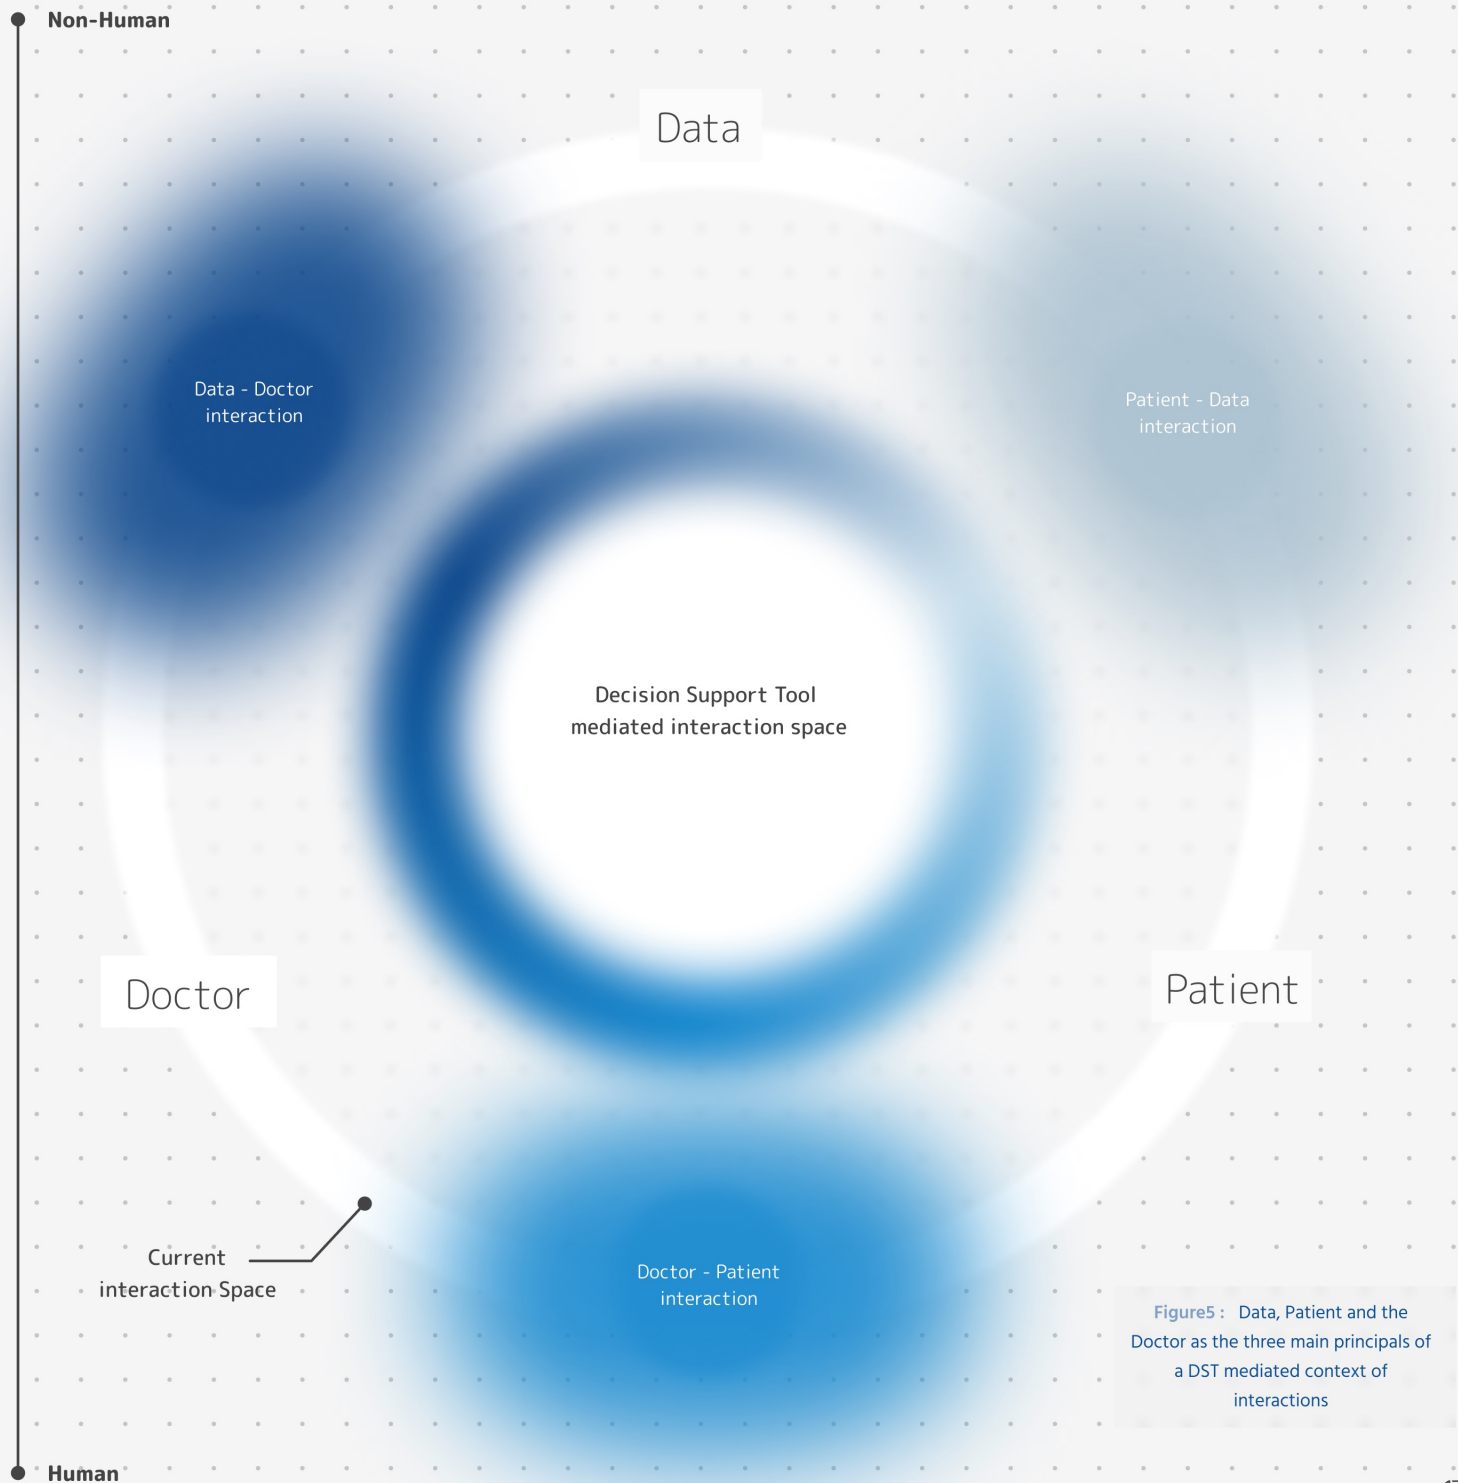 Non-Human
Data
Data - Doctor
interaction
Patient - Data
interaction
Decision Support Tool
mediated interaction space
Doctor
Patient
Current
interaction Space
Doctor - Patient
interaction
Figure5 : Data, Patient and the
Doctor as the three main principals of
a DST mediated context of
interactions
Human